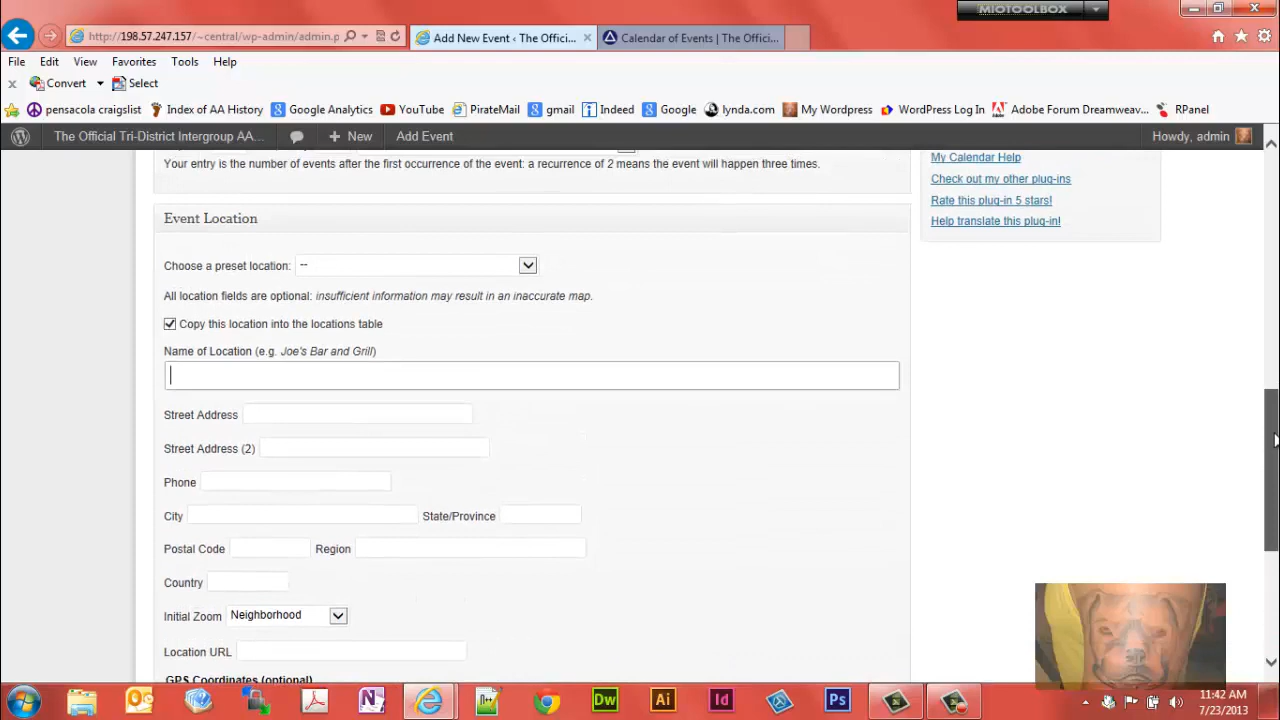 MIOTOOLBOX
http://198.57.247.157/~central/wp-admin/admin.p
Add New Event ‹ The Offici...
Calendar of Events | The Offici...
File Edit View Favorites Tools Help
Convert Select
pensacola craigslist Index of AA History Google Analytics YouTube PirateMail gmail Indeed Google lynda.com My Wordpress WordPress Log In Adobe Forum Dreamweav... RPanel
The Official Tri-District Intergroup AA... New Add Event Howdy, admin
Your entry is the number of events after the first occurrence of the event: a recurrence of 2 means the event will happen three times.
My Calendar Help
Check out my other plug-ins
Rate this plug-in 5 stars!
Help translate this plug-in!
Event Location
Choose a preset location: --
All location fields are optional: insufficient information may result in an inaccurate map.
Copy this location into the locations table
Name of Location (e.g. Joe's Bar and Grill)
Street Address
Street Address (2)
Phone
City State/Province
Postal Code Region
Country
Initial Zoom Neighborhood
Location URL
GPS Coordinates (optional)
Dw Ai Id Ps
11:42 AM
7/23/2013